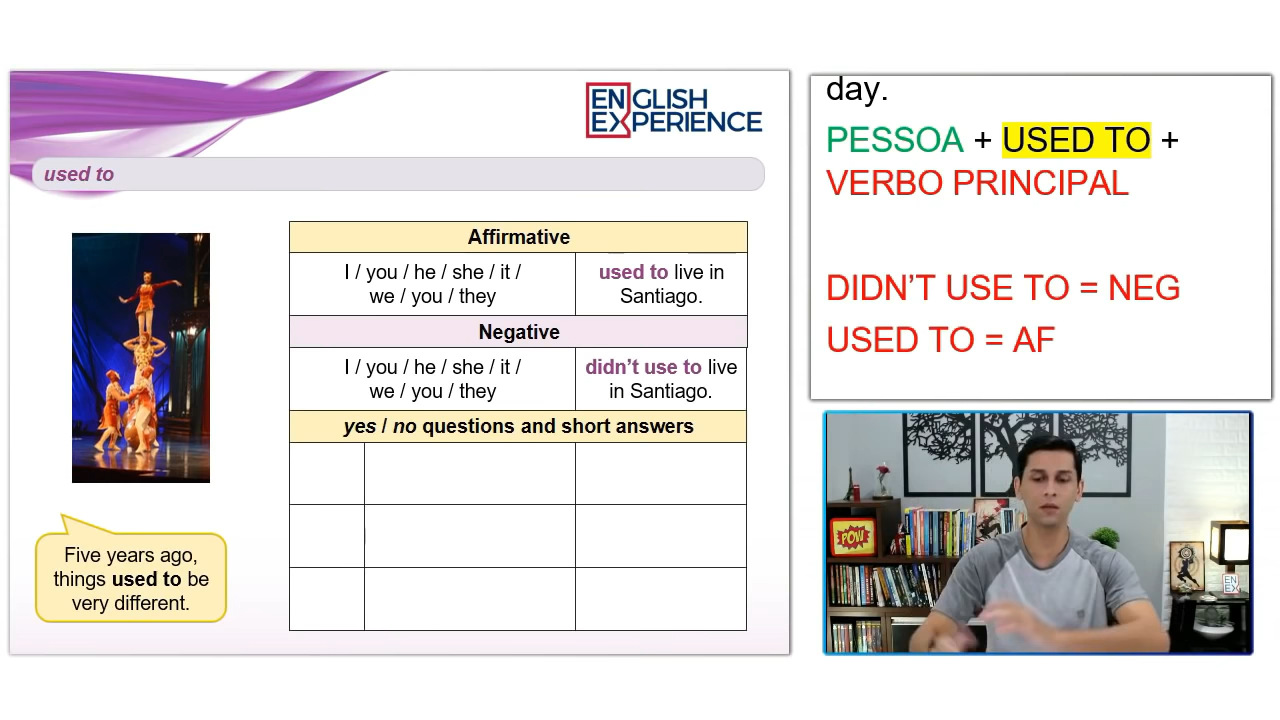 ENGLISH
EXPERIENCE
used to
Affirmative
I / you / he / she / it /
we / you / they
used to live in
Santiago.
Negative
I / you / he / she / it /
we / you / they
didn’t use to live
in Santiago.
yes / no questions and short answers
Five years ago,
things used to be
very different.
day.
PESSOA + USED TO +
VERBO PRINCIPAL
DIDN’T USE TO = NEG
USED TO = AF
POW
EN
EX